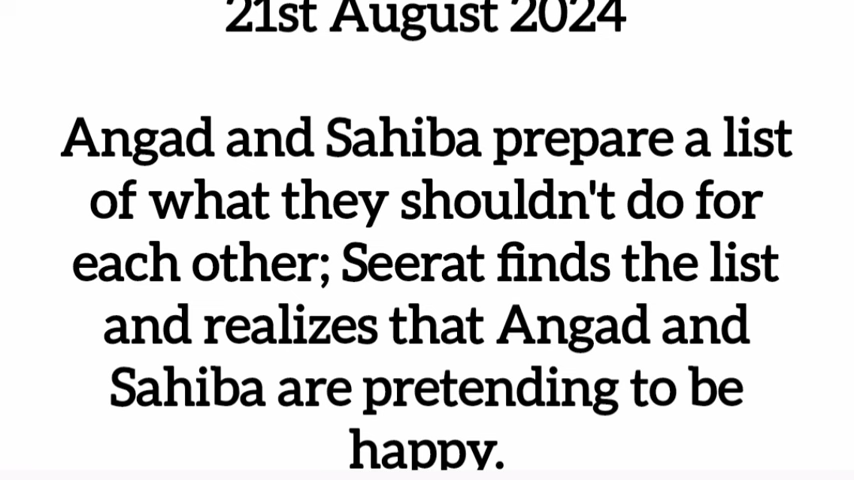 21st August 2024
Angad and Sahiba prepare a list
of what they shouldn't do for
each other; Seerat finds the list
and realizes that Angad and
Sahiba are pretending to be
happy.